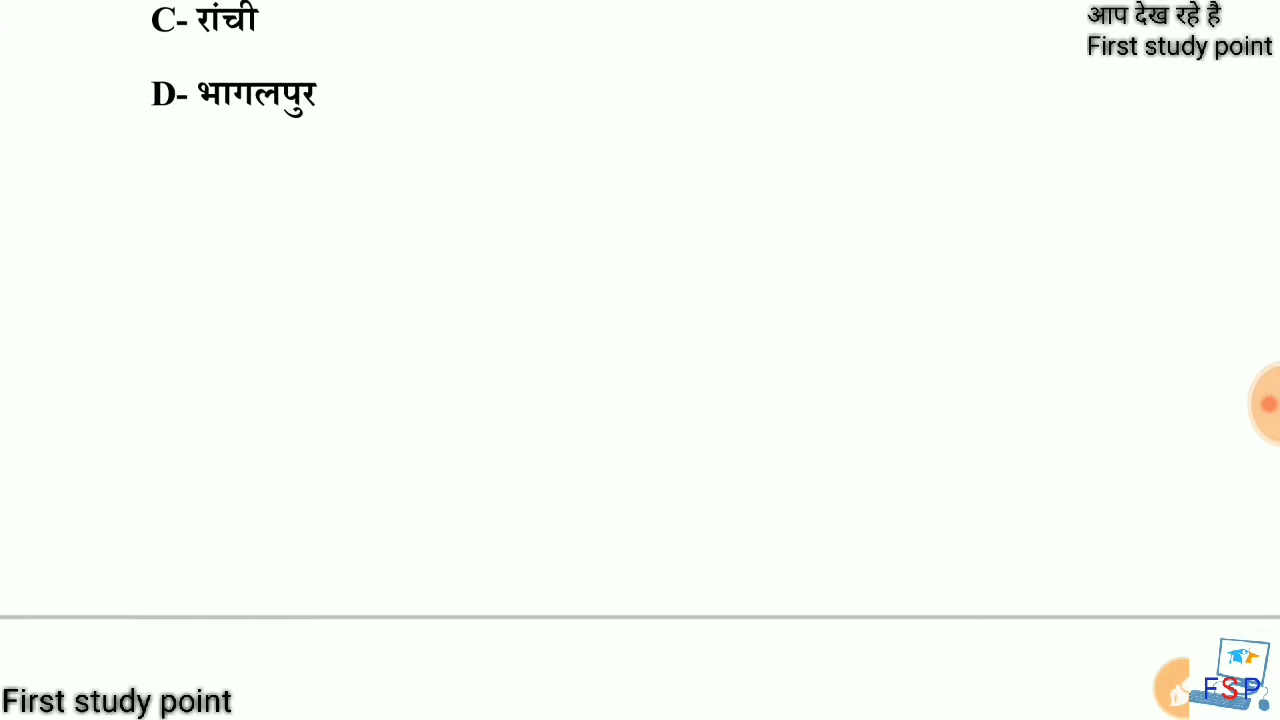 C- रांची
आप देख रहे है
First study point
D- भागलपुर
FSP
First study point